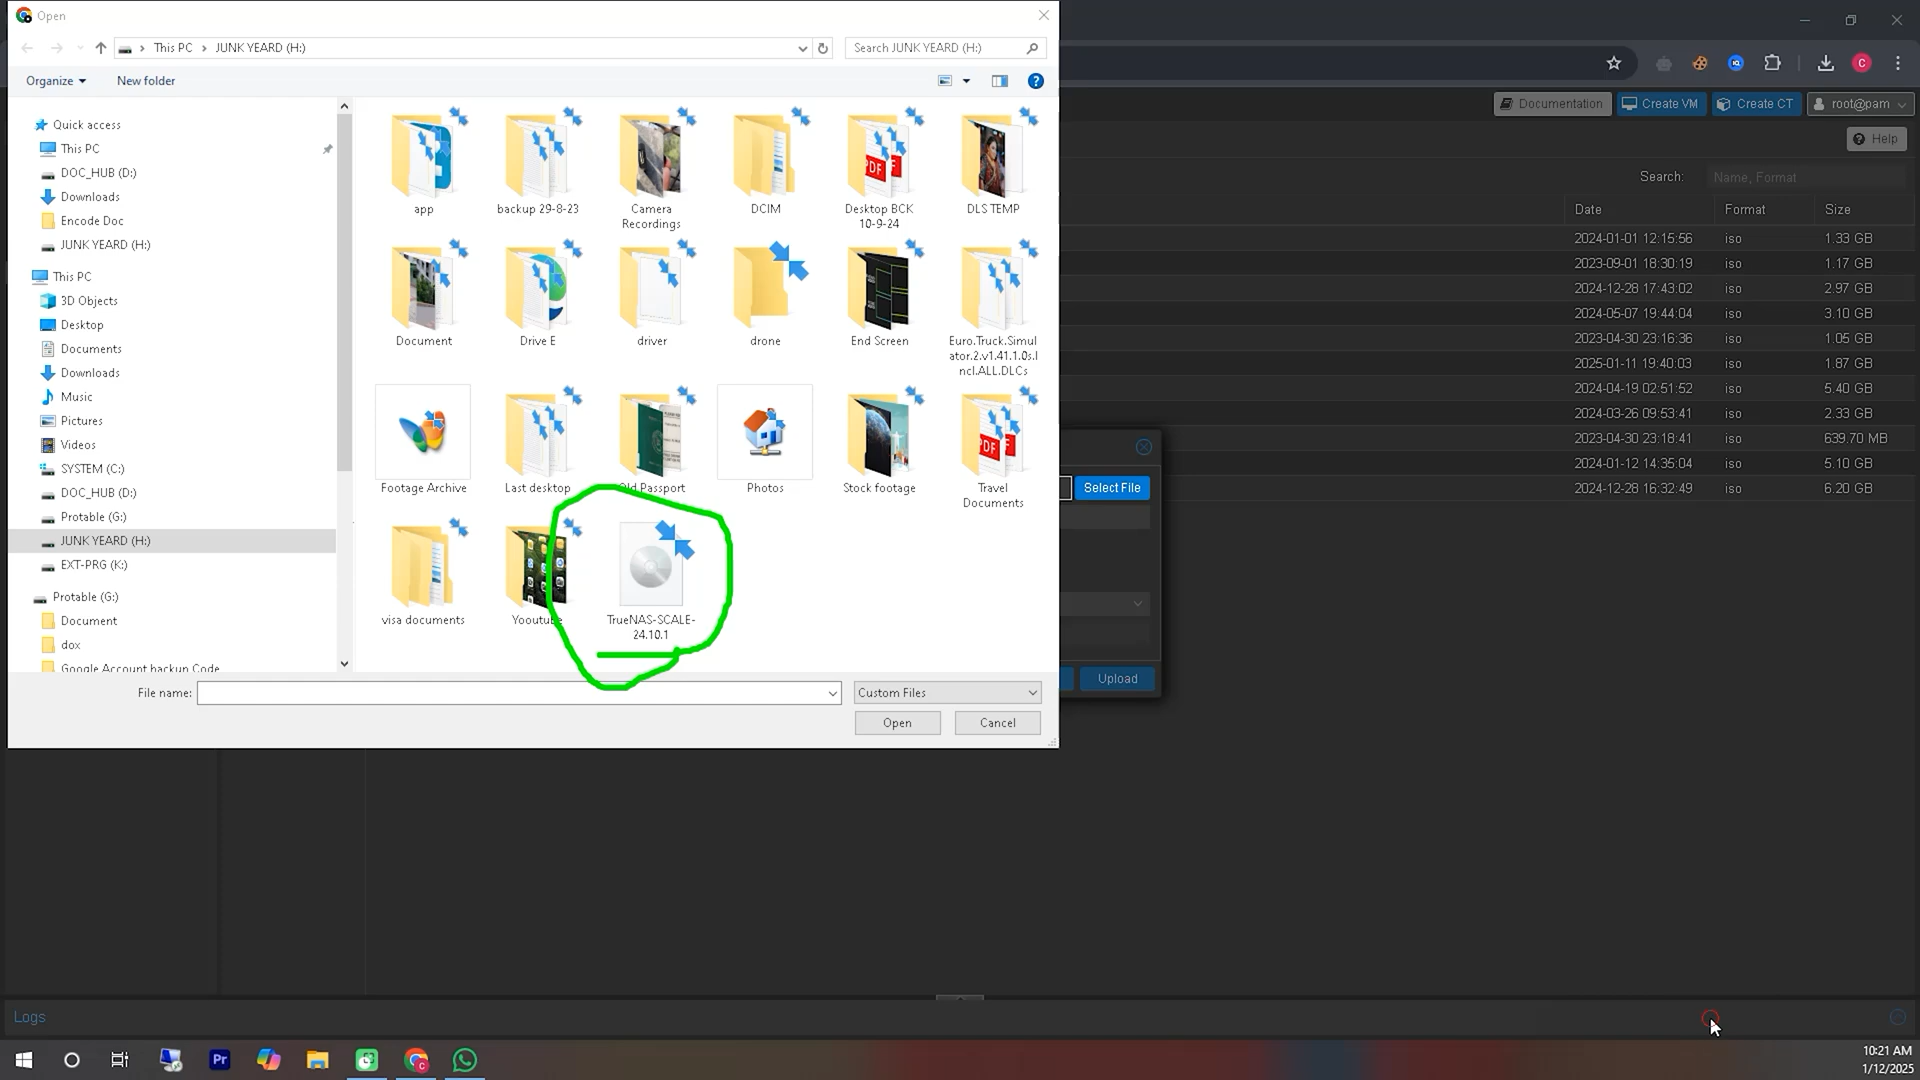 Open
This PC
JUNK YEARD (H:)
Search JUNK YEARD (H:)
Organize
New folder
Quick access
This PC
DOC_HUB (D:)
Downloads
Encode Doc
JUNK YEARD (H:)
This PC
3D Objects
Desktop
Documents
Downloads
Music
Pictures
Videos
SYSTEM (C:)
DOC_HUB (D:)
Protable (G:)
JUNK YEARD (H:)
EXT-PRG (K:)
Protable (G:)
Document
dox
Google Account backup Code
app
backup 29-8-23
Camera
Recordings
DCIM
Desktop BCK
10-9-24
DLS TEMP
Document
Drive E
driver
drone
End Screen
Euro.Truck.Simul
ator.2.v1.41.1.0s.I
ncl.ALL.DLCs
Footage Archive
Last desktop
Old Passport
Photos
Stock footage
Travel
Documents
visa documents
Yooutube
TrueNAS-SCALE-
24.10.1
File name:
Custom Files
Open
Cancel
Documentation
Create VM
Create CT
root@pam
Help
Search:
Name, Format
Date Format Size
2024-01-01 12:15:56 iso 1.33 GB
2023-09-01 18:30:19 iso 1.17 GB
2024-12-28 17:43:02 iso 2.97 GB
2024-05-07 19:44:04 iso 3.10 GB
2023-04-30 23:16:36 iso 1.05 GB
2025-01-11 19:40:03 iso 1.87 GB
2024-04-19 02:51:52 iso 5.40 GB
2024-03-26 09:53:41 iso 2.33 GB
2023-04-30 23:18:41 iso 639.70 MB
2024-01-12 14:35:04 iso 5.10 GB
2024-12-28 16:32:49 iso 6.20 GB
Select File
Upload
Logs
Pr
10:21 AM
1/12/2025